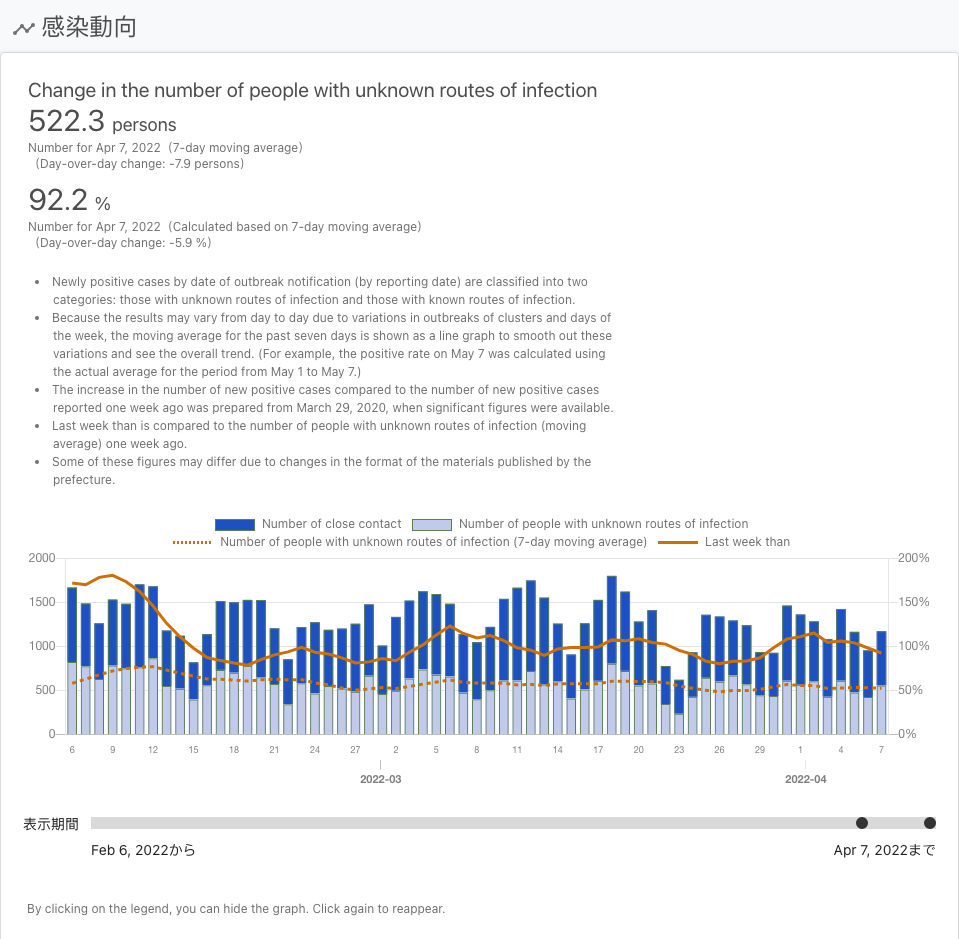 感染動向
Change in the number of people with unknown routes of infection
522.3 persons
Number for Apr 7, 2022 (7-day moving average)
(Day-over-day change: -7.9 persons)
92.2 %
Number for Apr 7, 2022 (Calculated based on 7-day moving average)
(Day-over-day change: -5.9 %)
• Newly positive cases by date of outbreak notification (by reporting date) are classified into two
categories: those with unknown routes of infection and those with known routes of infection.
• Because the results may vary from day to day due to variations in outbreaks of clusters and days of
the week, the moving average for the past seven days is shown as a line graph to smooth out these
variations and see the overall trend. (For example, the positive rate on May 7 was calculated using
the actual average for the period from May 1 to May 7.)
• The increase in the number of new positive cases compared to the number of new positive cases
reported one week ago was prepared from March 29, 2020, when significant figures were available.
• Last week than is compared to the number of people with unknown routes of infection (moving
average) one week ago.
• Some of these figures may differ due to changes in the format of the materials published by the
prefecture.
Number of close contact Number of people with unknown routes of infection
Number of people with unknown routes of infection (7-day moving average) Last week than
2000 200%
1500 150%
1000 100%
500 50%
0 0%
6 9 12 15 18 21 24 27 2 5 8 11 14 17 20 23 26 29 1 4 7
2022-03 2022-04
表示期間
Feb 6, 2022から Apr 7, 2022まで
By clicking on the legend, you can hide the graph. Click again to reappear.